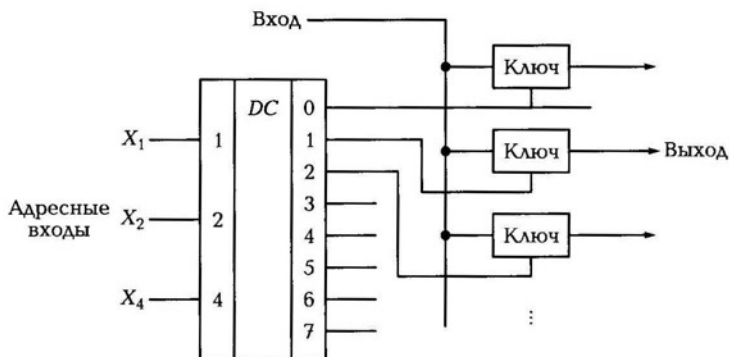 Вход
Ключ
DC
0
X₁
1
1
Ключ
Выход
2
Адресные
входы
X₂
2
3
4
Ключ
5
X₄
4
6
7
...